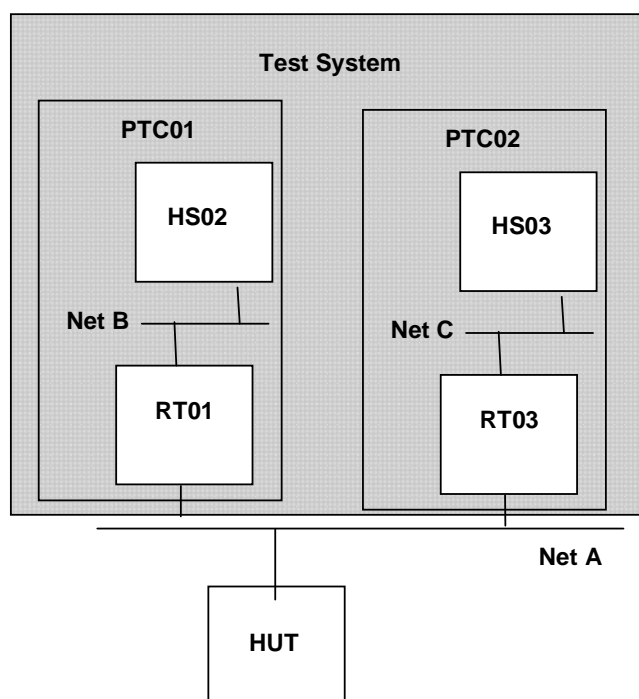 Test System
PTC01
PTC02
HS02
HS03
Net B
Net C
RT01
RT03
Net A
HUT